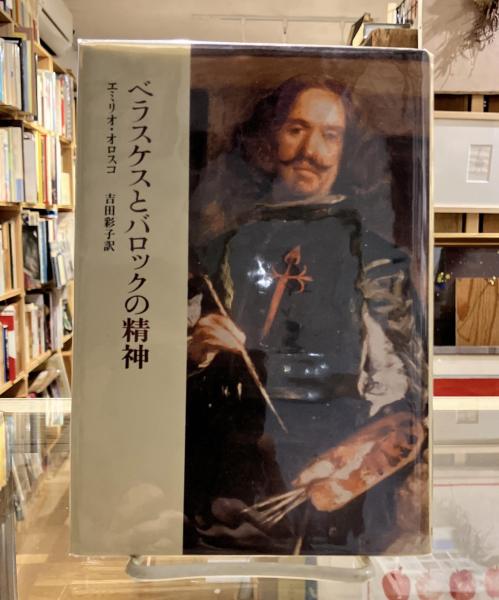 ベラスケスとバロックの精神
エミリオ・オロスコ　吉田彩子訳